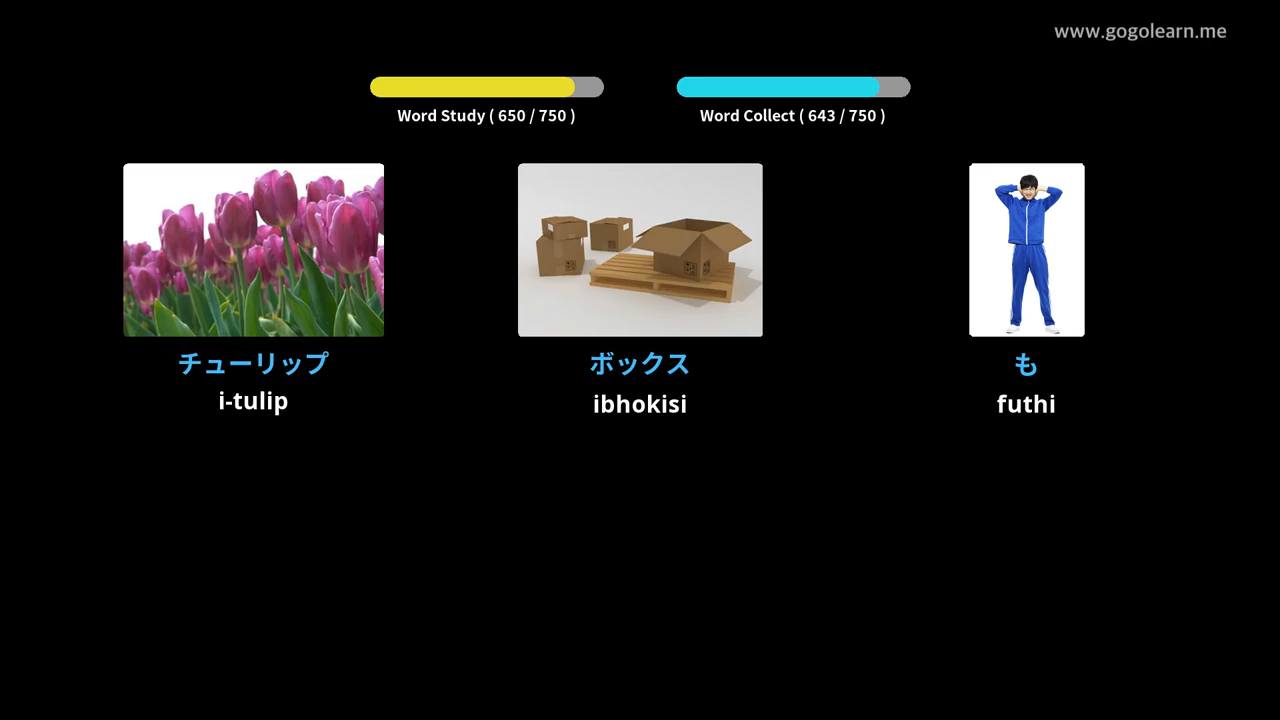 www.gogolearn.me
Word Study ( 650 / 750 )
Word Collect ( 643 / 750 )
チューリップ
i-tulip
ボックス
ibhokisi
も
futhi